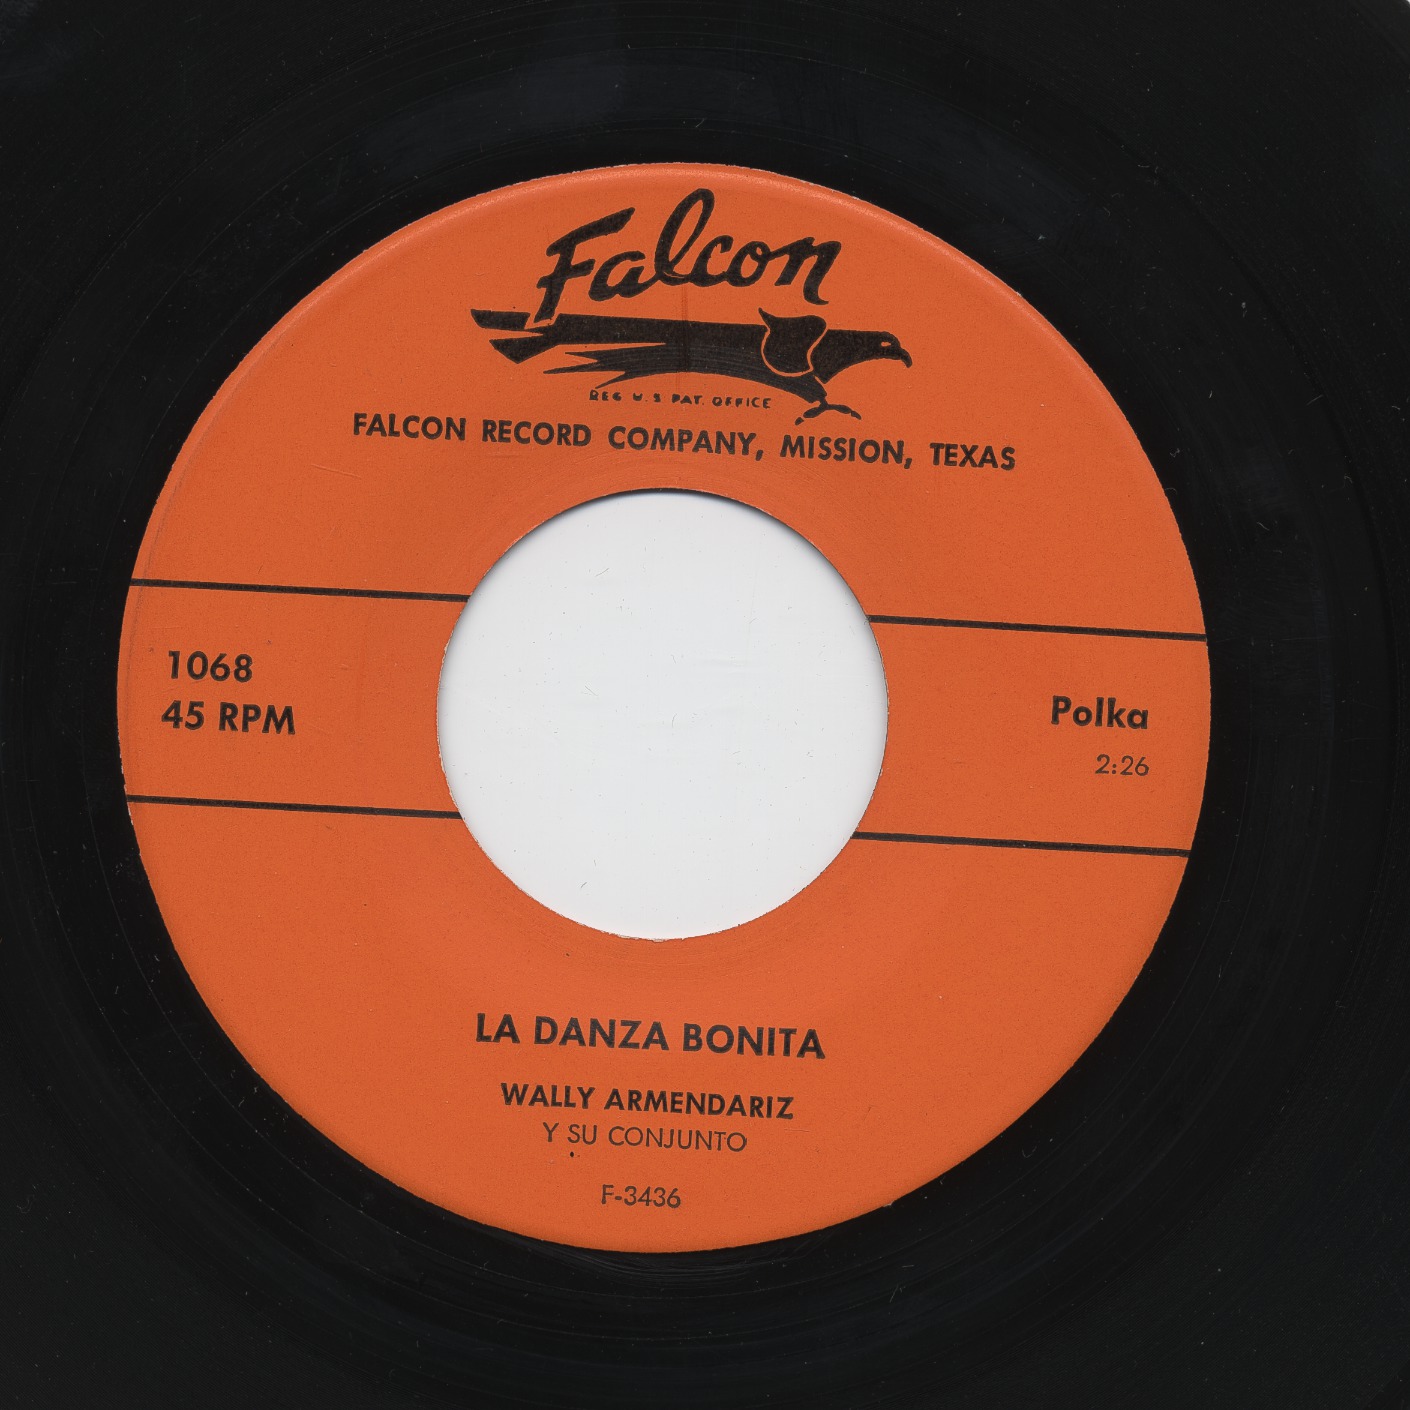 Falcon
REG U.S PAT. OFFICE
FALCON RECORD COMPANY, MISSION, TEXAS
1068
45 RPM
Polka
2:26
LA DANZA BONITA
WALLY ARMENDARIZ
Y SU CONJUNTO
F-3436